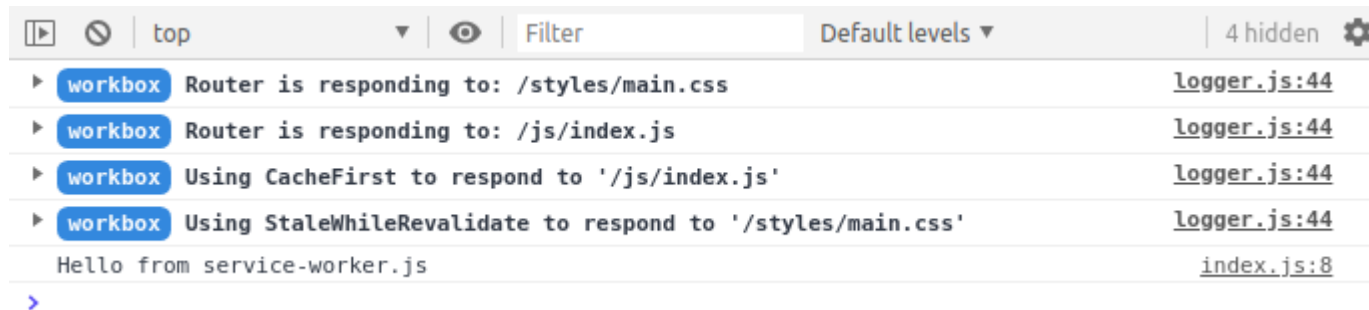 top ▼ Filter Default levels ▼ 4 hidden
workbox Router is responding to: /styles/main.css logger.js:44
workbox Router is responding to: /js/index.js logger.js:44
workbox Using CacheFirst to respond to '/js/index.js' logger.js:44
workbox Using StaleWhileRevalidate to respond to '/styles/main.css' logger.js:44
Hello from service-worker.js index.js:8